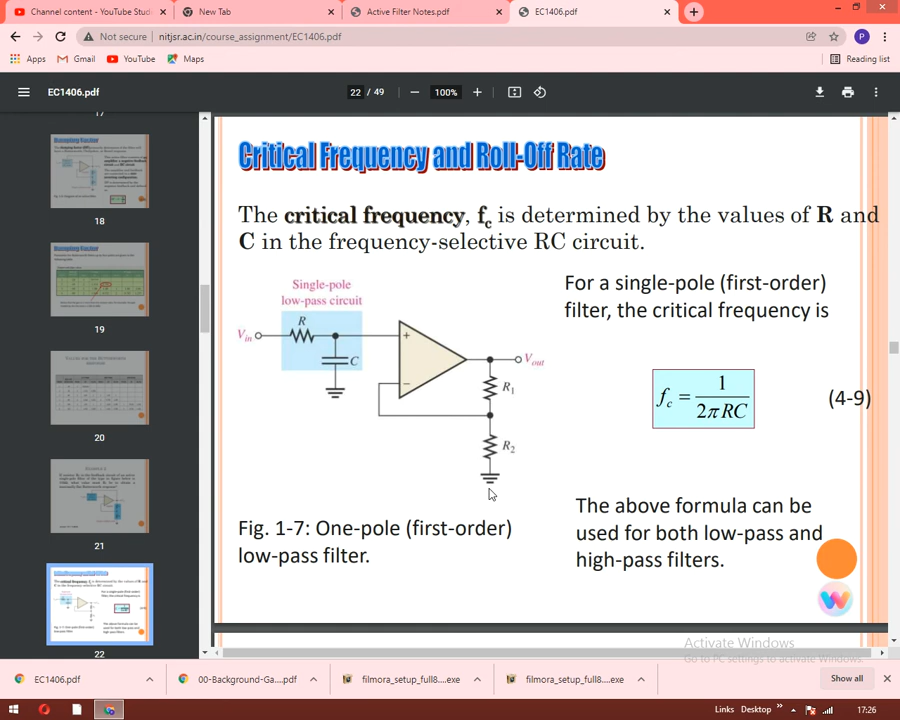 Channel content - YouTube Stud
New Tab
Active Filter Notes.pdf
EC1406.pdf
Not secure | nitjsr.ac.in/course_assignment/EC1406.pdf
P
Apps
Gmail
YouTube
Maps
Reading list
EC1406.pdf
22 / 49
100%
17
18
19
20
21
22
Critical Frequency and Roll-Off Rate
The critical frequency, fc is determined by the values of R and
C in the frequency-selective RC circuit.
Single-pole
low-pass circuit
R
Vin
C
+
−
Vout
R1
R2
Fig. 1-7: One-pole (first-order)
low-pass filter.
For a single-pole (first-order)
filter, the critical frequency is
fc = 1 / 2πRC
(4-9)
The above formula can be
used for both low-pass and
high-pass filters.
Activate Windows
Go to PC settings to activate Windows.
EC1406.pdf
00-Background-Ga....pdf
filmora_setup_full8....exe
filmora_setup_full8....exe
Show all
Links
Desktop
17:26